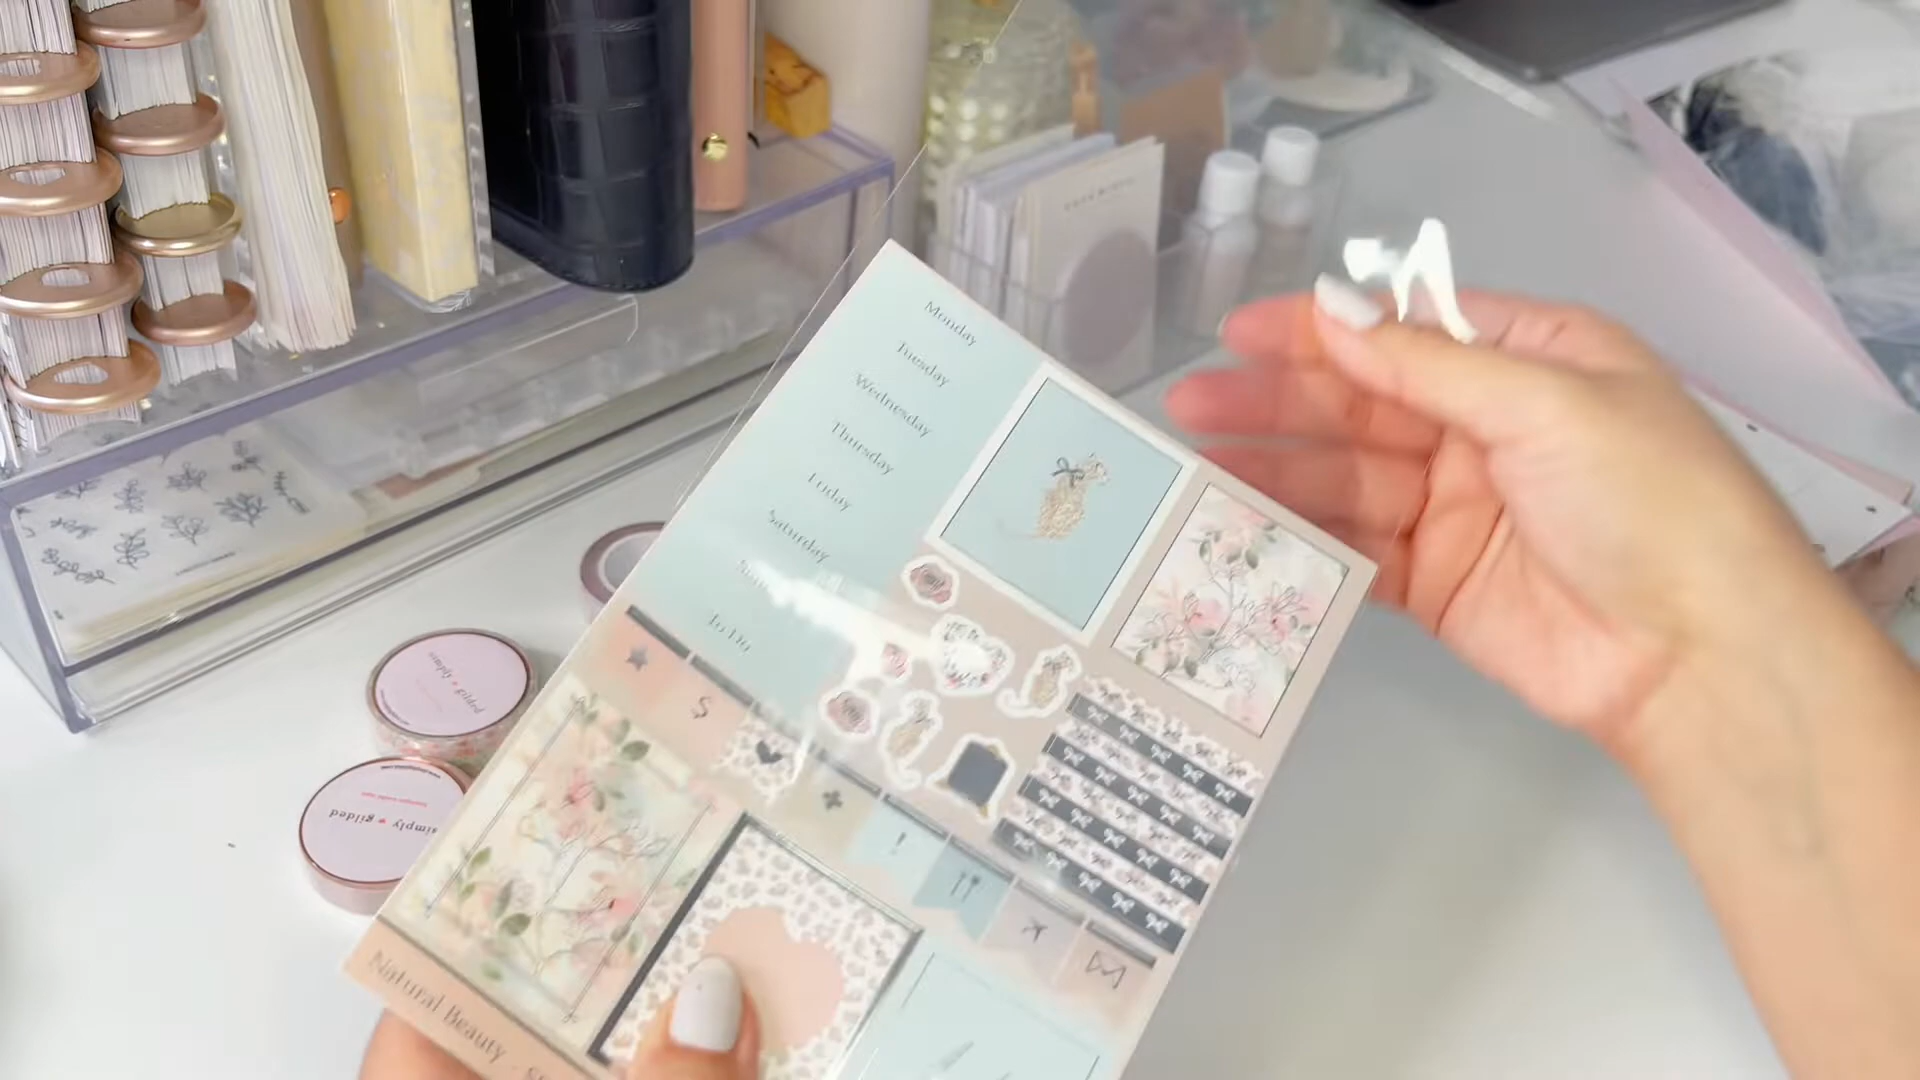 Monday
Tuesday
Wednesday
Thursday
Friday
Saturday
To Do
$
!
Natural Beauty
simply gilded
simply gilded